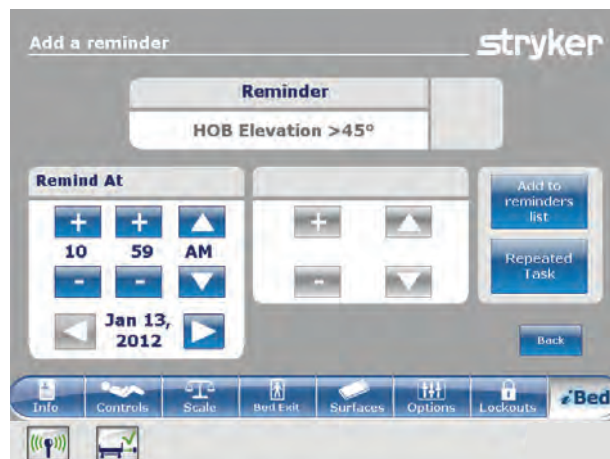 Add a reminder
stryker
Reminder
HOB Elevation >45°
Remind At
10 59 AM
Jan 13,
2012
Add to
reminders
list
Repeated
Task
Back
Info Controls Scale Bed Exit Surfaces Options Lockouts iBed